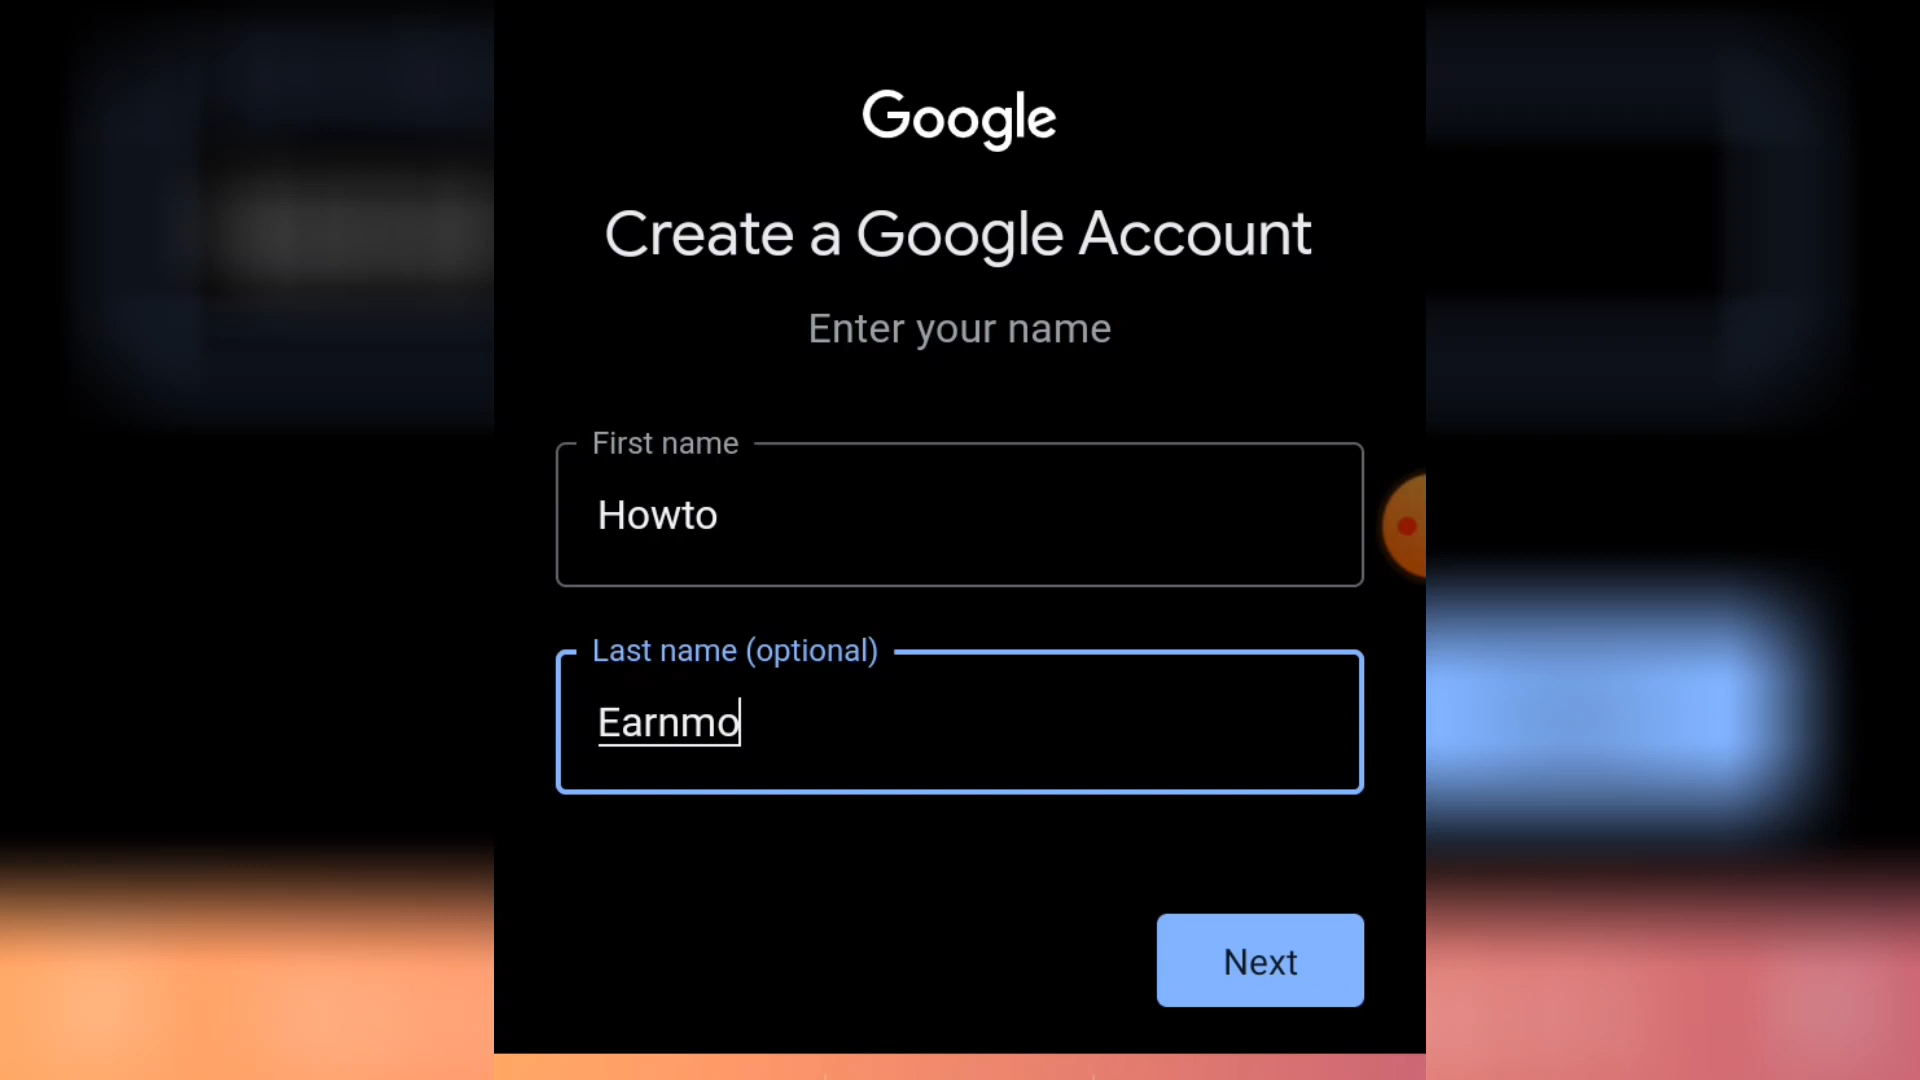 Google
Create a Google Account
Enter your name
First name
Howto
Last name (optional)
Earnmo
Next